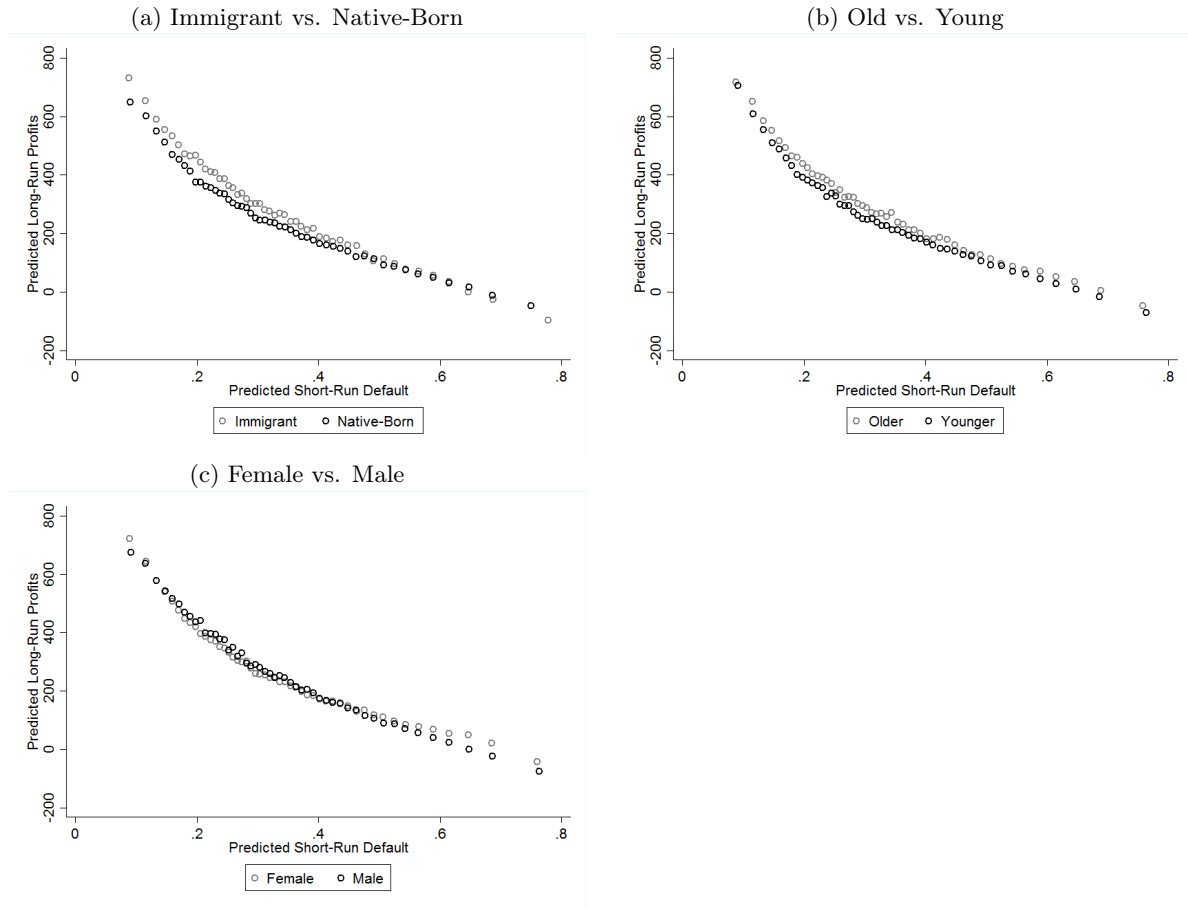 (a) Immigrant vs. Native-Born
Predicted Long-Run Profits
800
600
400
200
0
-200
0 .2 .4 .6 .8
Predicted Short-Run Default
Immigrant Native-Born
(b) Old vs. Young
Predicted Long-Run Profits
800
600
400
200
0
-200
0 .2 .4 .6 .8
Predicted Short-Run Default
Older Younger
(c) Female vs. Male
Predicted Long-Run Profits
800
600
400
200
0
-200
0 .2 .4 .6 .8
Predicted Short-Run Default
Female Male